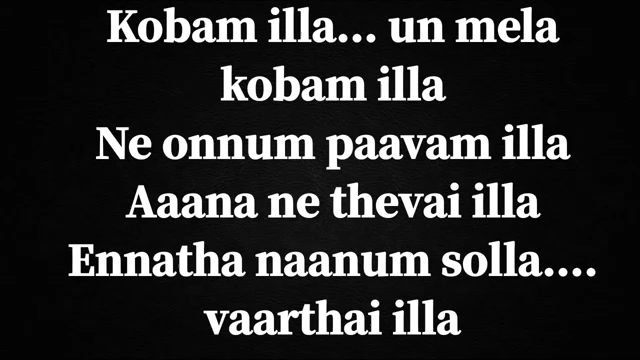 Kobam illa... un mela
kobam illa
Ne onnum paavam illa
Aaana ne thevai illa
Ennatha naanum solla....
vaarthai illa